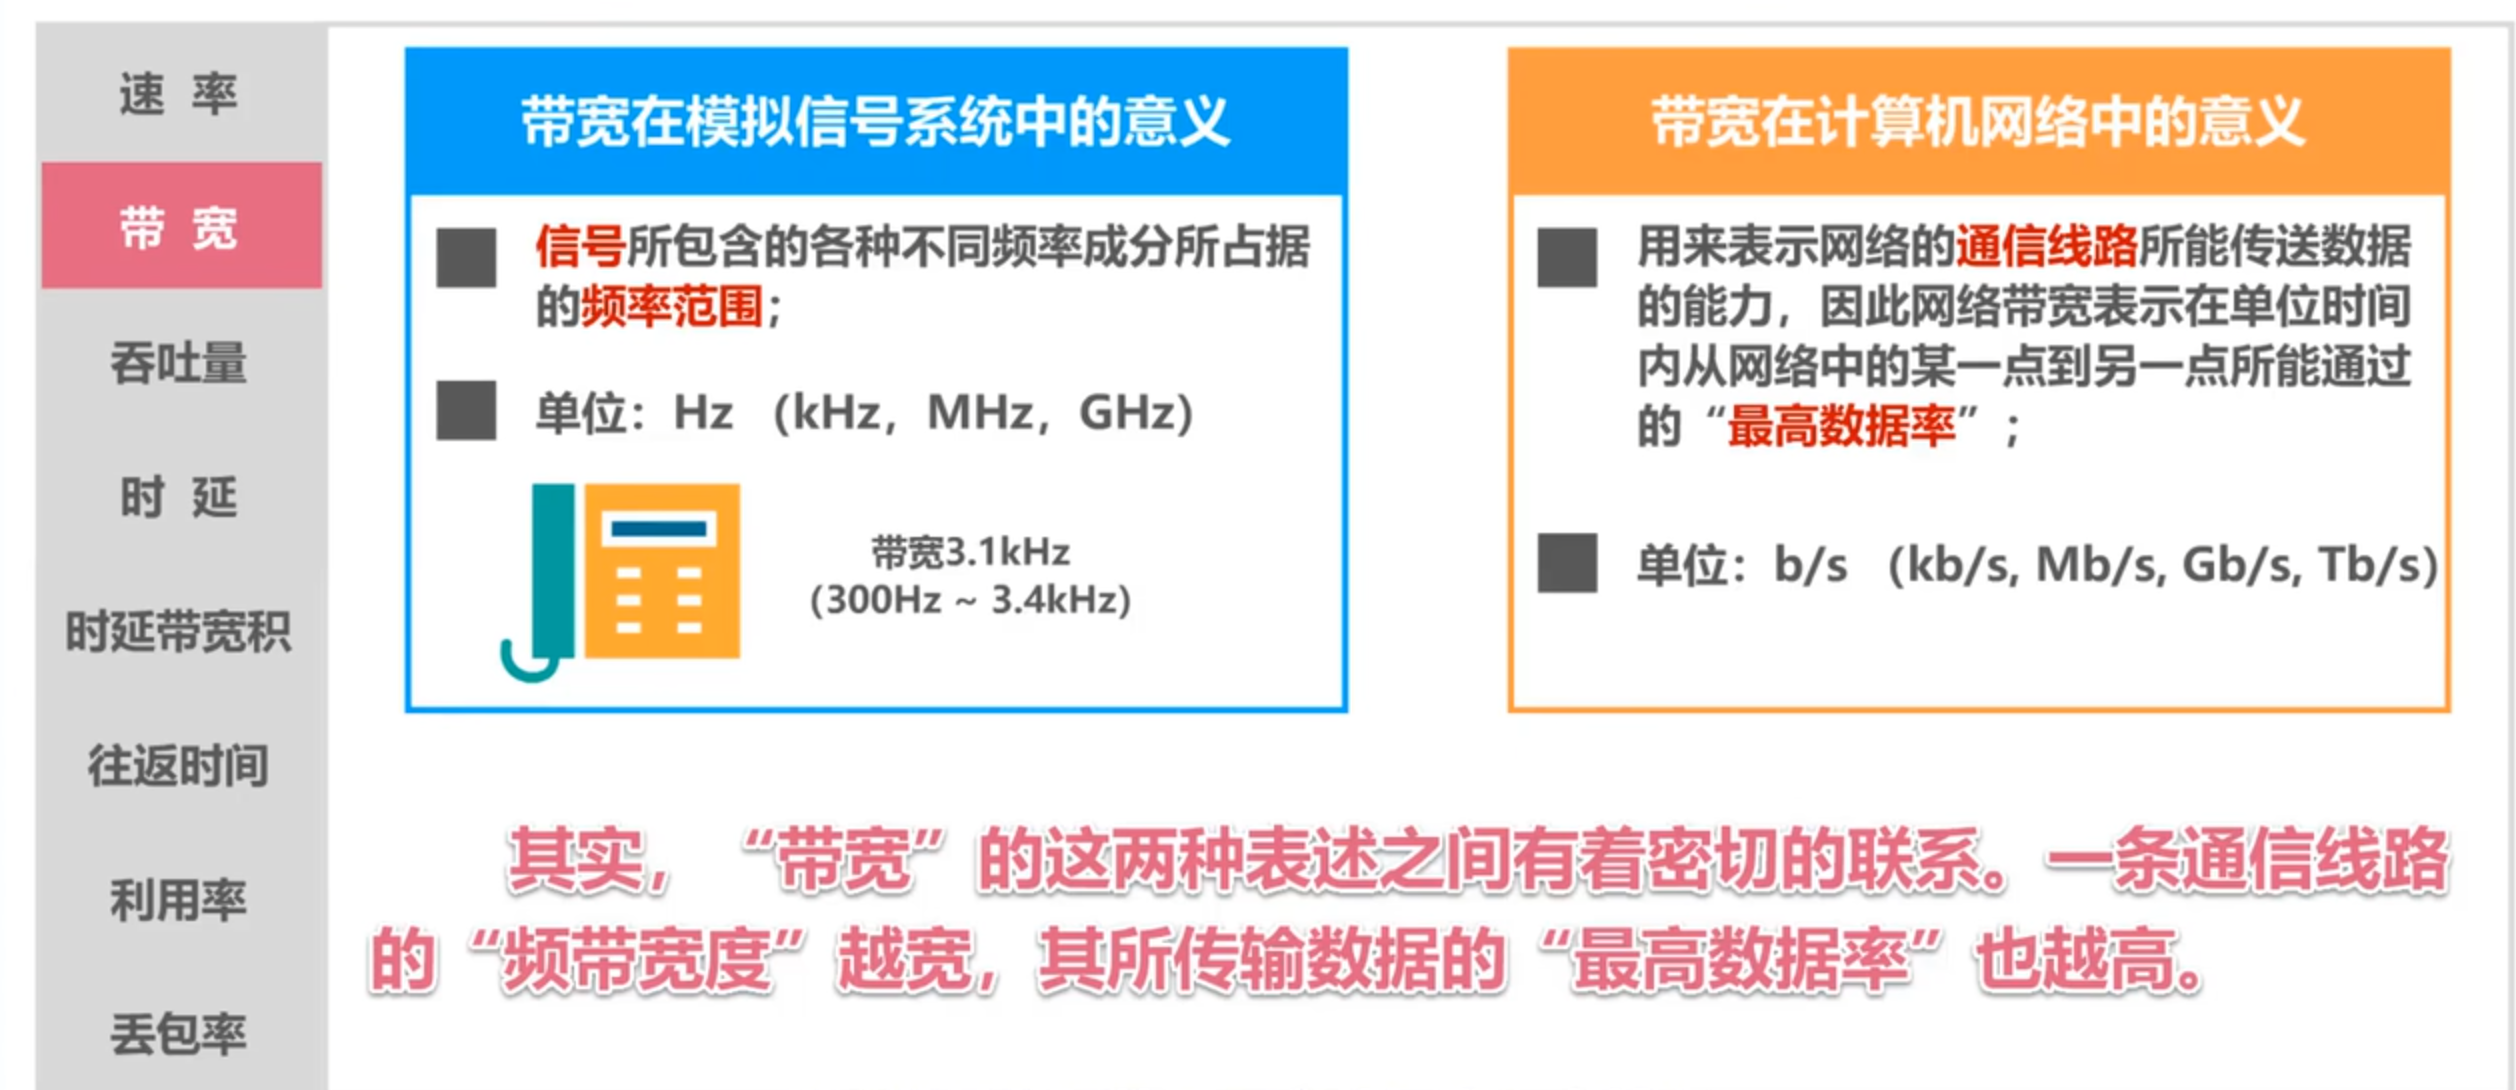 速 率
带 宽
吞吐量
时 延
时延带宽积
往返时间
利用率
丢包率
带宽在模拟信号系统中的意义
信号所包含的各种不同频率成分所占据
的频率范围；
单位：Hz （kHz，MHz，GHz）
带宽3.1kHz
（300Hz ~ 3.4kHz）
带宽在计算机网络中的意义
用来表示网络的通信线路所能传送数据
的能力，因此网络带宽表示在单位时间
内从网络中的某一点到另一点所能通过
的“最高数据率”；
单位：b/s （kb/s, Mb/s, Gb/s, Tb/s）
其实，“带宽”的这两种表述之间有着密切的联系。一条通信线路
的“频带宽度”越宽，其所传输数据的“最高数据率”也越高。